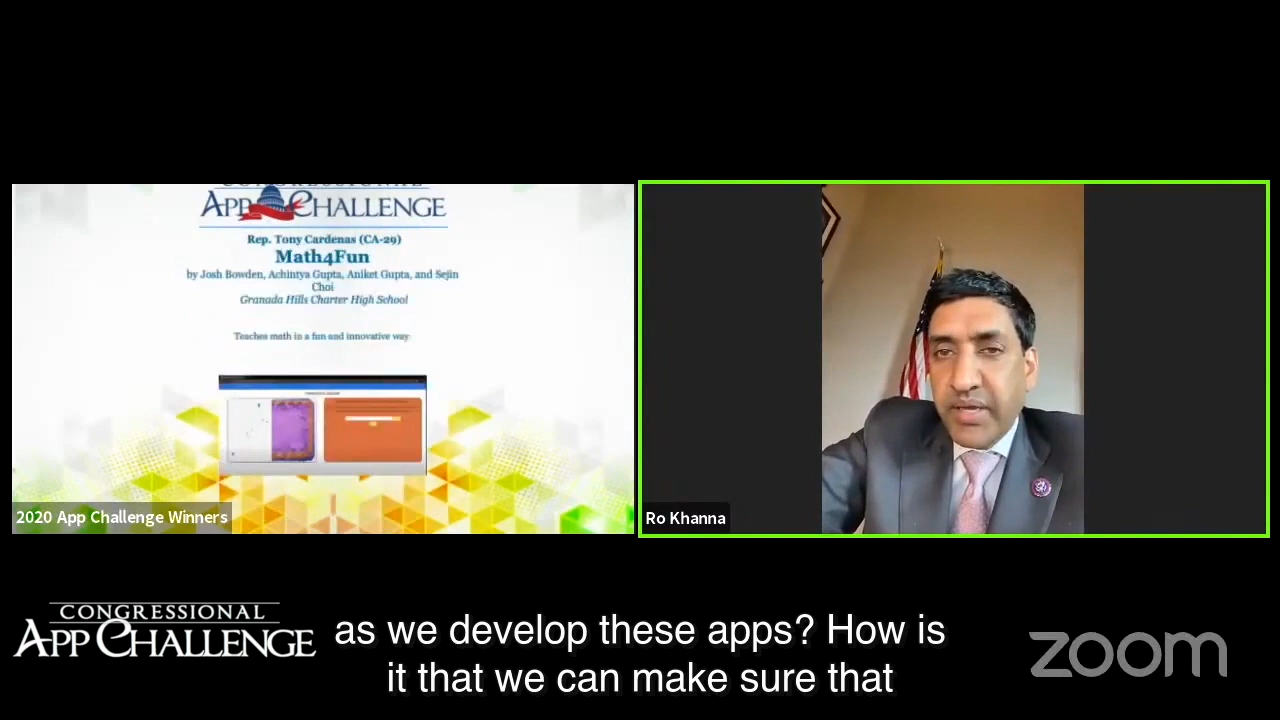 CONGRESSIONAL
APP CHALLENGE
Rep. Tony Cardenas (CA-29)
Math4Fun
by Josh Bowden, Achintya Gupta, Aniket Gupta, and Sejin
Choi
Granada Hills Charter High School
Teaches math in a fun and innovative way
2020 App Challenge Winners
Ro Khanna
CONGRESSIONAL
APP CHALLENGE
as we develop these apps? How is
it that we can make sure that
zoom